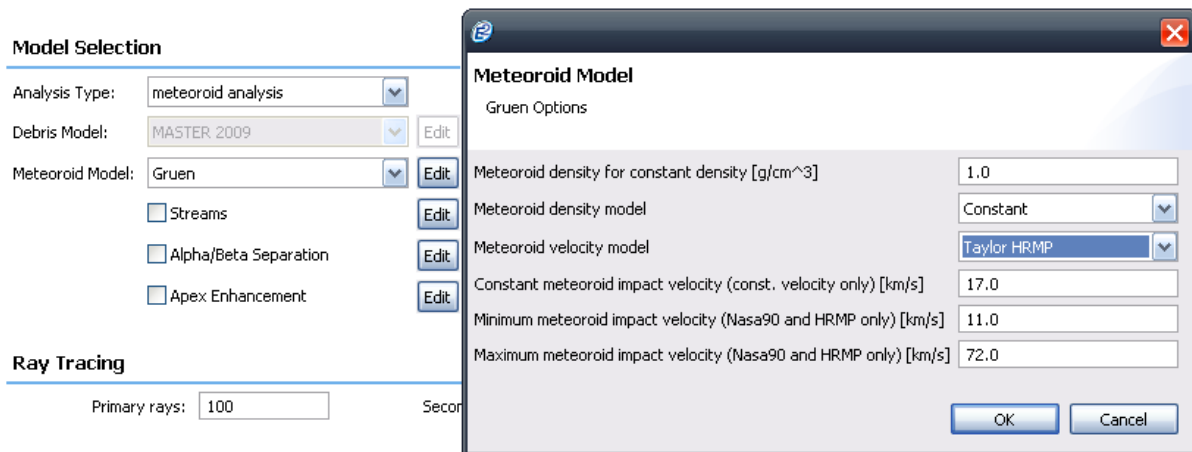 Model Selection
Analysis Type: meteoroid analysis
Debris Model: MASTER 2009 Edit
Meteoroid Model: Gruen Edit
Streams Edit
Alpha/Beta Separation Edit
Apex Enhancement Edit
Ray Tracing
Primary rays: 100 Secon
Meteoroid Model
Gruen Options
Meteoroid density for constant density [g/cm^3] 1.0
Meteoroid density model Constant
Meteoroid velocity model Taylor HRMP
Constant meteoroid impact velocity (const. velocity only) [km/s] 17.0
Minimum meteoroid impact velocity (Nasa90 and HRMP only) [km/s] 11.0
Maximum meteoroid impact velocity (Nasa90 and HRMP only) [km/s] 72.0
OK Cancel